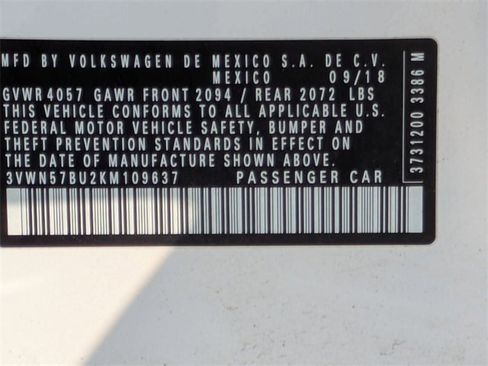 MFD BY VOLKSWAGEN DE MEXICO S.A. DE C.V.
MEXICO 09/18
GVWR 4057 GAWR FRONT 2094 / REAR 2072 LBS
THIS VEHICLE CONFORMS TO ALL APPLICABLE U.S.
FEDERAL MOTOR VEHICLE SAFETY, BUMPER AND
THEFT PREVENTION STANDARDS IN EFFECT ON
THE DATE OF MANUFACTURE SHOWN ABOVE.
3VWN57BU2KM109637 PASSENGER CAR
3731200 3386 M